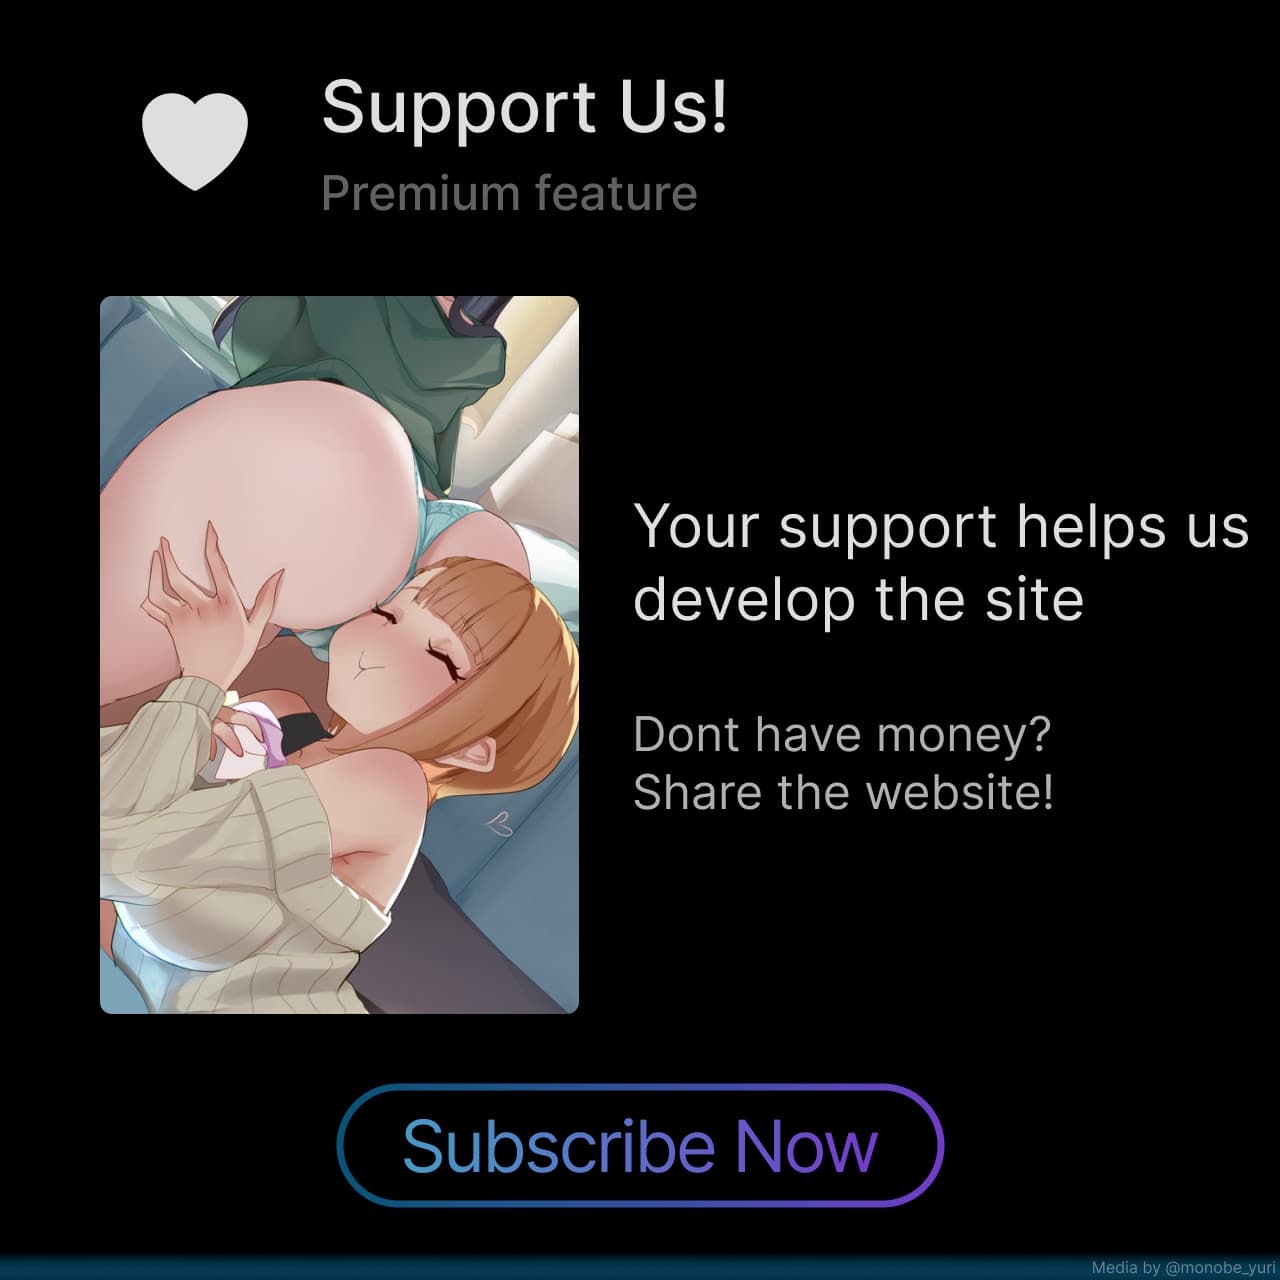 Support Us!
Premium feature
Your support helps us
develop the site
Dont have money?
Share the website!
Subscribe Now
Media by @monobe_yuri